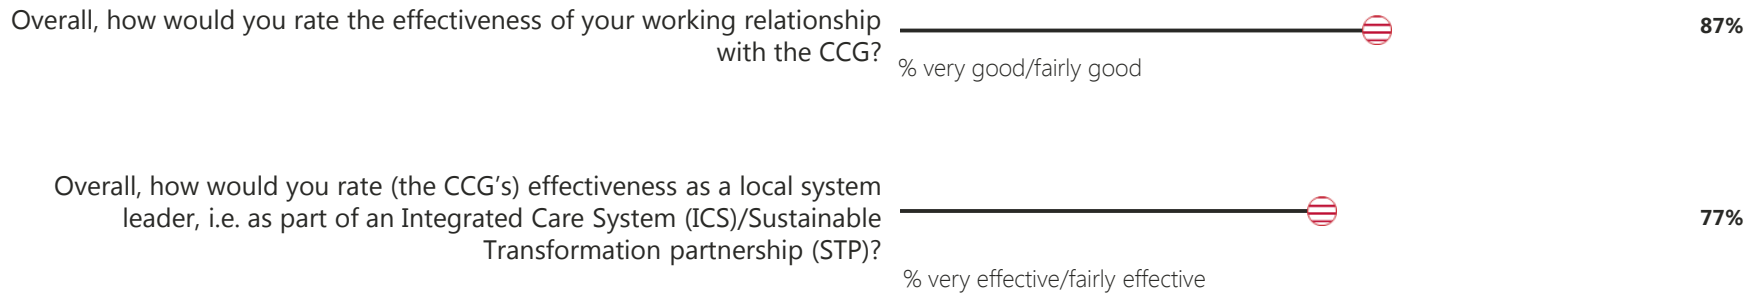 Overall, how would you rate the effectiveness of your working relationship
with the CCG?
% very good/fairly good
87%
Overall, how would you rate (the CCG’s) effectiveness as a local system
leader, i.e. as part of an Integrated Care System (ICS)/Sustainable
Transformation partnership (STP)?
% very effective/fairly effective
77%